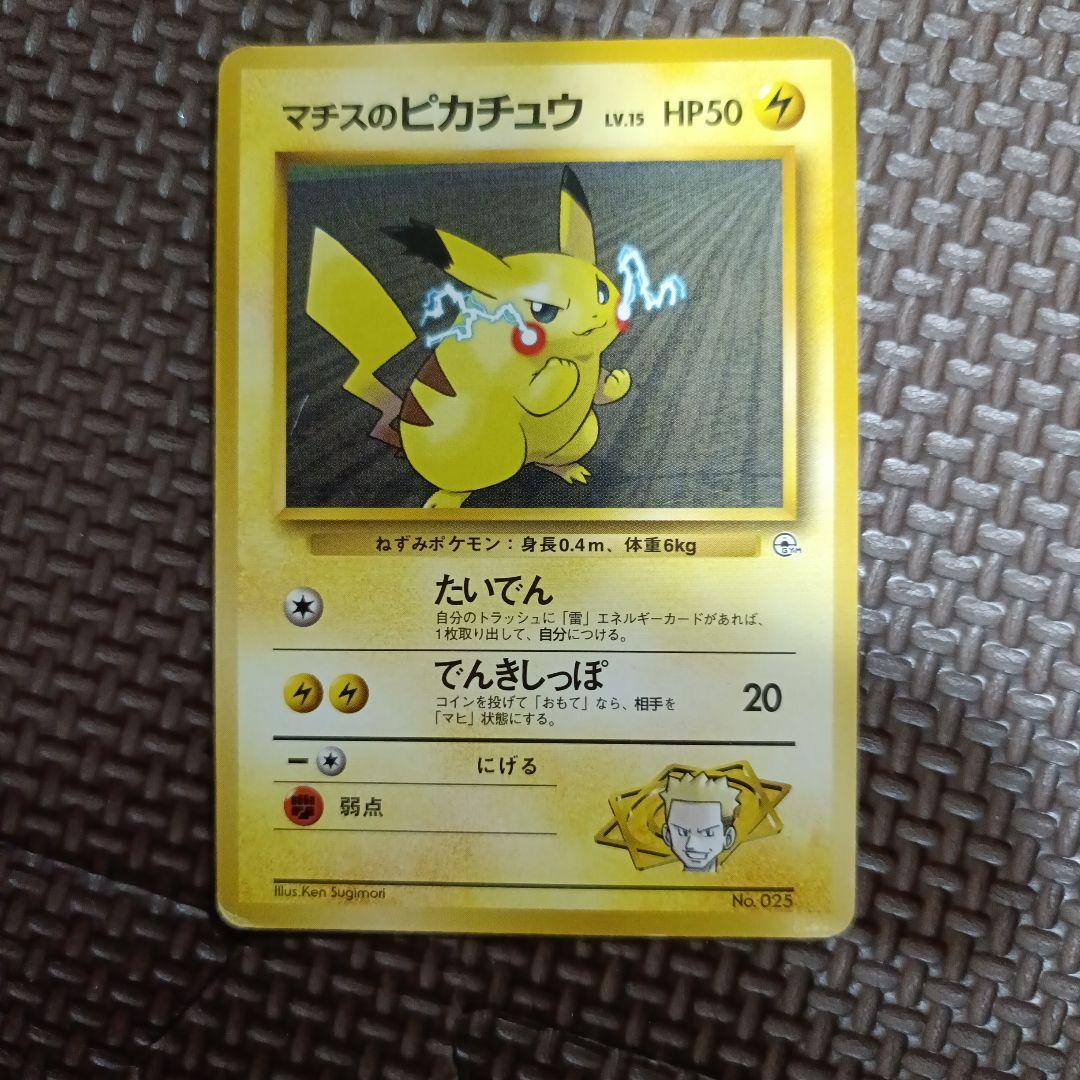 マチスのピカチュウ LV.15 HP50
ねずみポケモン：身長0.4m、体重6kg
GYM
たいでん
自分のトラッシュに「雷」エネルギーカードがあれば、
1枚取り出して、自分につける。
でんきしっぽ 20
コインを投げて「おもて」なら、相手を
「マヒ」状態にする。
にげる
弱点
Illus.Ken Sugimori
No. 025